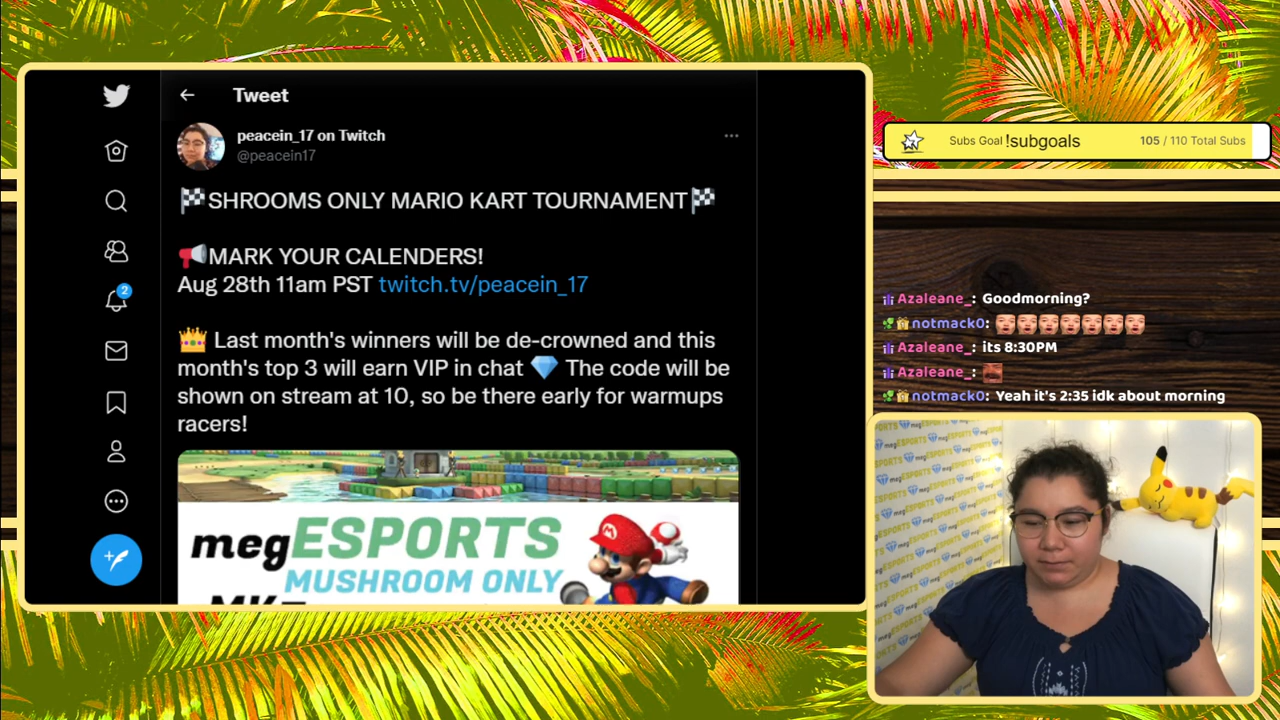 Tweet
peacein_17 on Twitch
@peacein17
🏁SHROOMS ONLY MARIO KART TOURNAMENT🏁
📣MARK YOUR CALENDERS!
Aug 28th 11am PST twitch.tv/peacein_17
👑 Last month's winners will be de-crowned and this
month's top 3 will earn VIP in chat 💎 The code will be
shown on stream at 10, so be there early for warmups
racers!
megESPORTS
MUSHROOM ONLY
2
Subs Goal !subgoals 105 / 110 Total Subs
Azaleane_: Goodmorning?
notmack0:
Azaleane_: its 8:30PM
Azaleane_:
notmack0: Yeah it's 2:35 idk about morning
megESPORTS